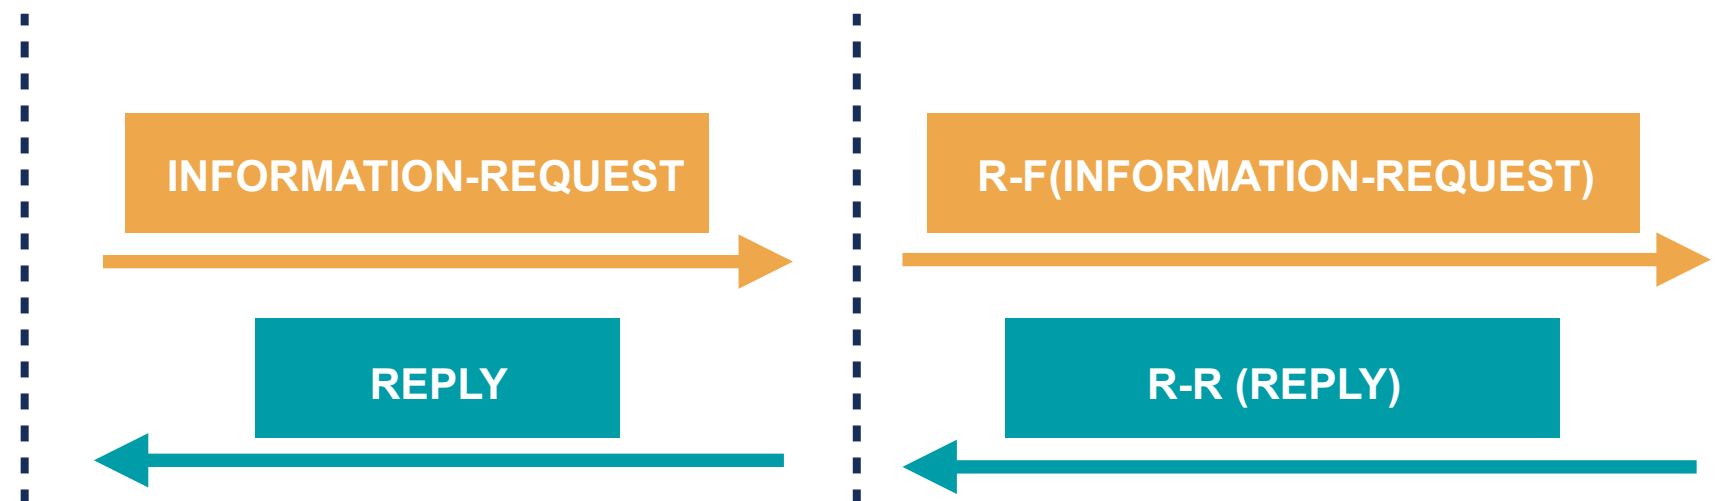 INFORMATION-REQUEST
R-F(INFORMATION-REQUEST)
REPLY
R-R (REPLY)